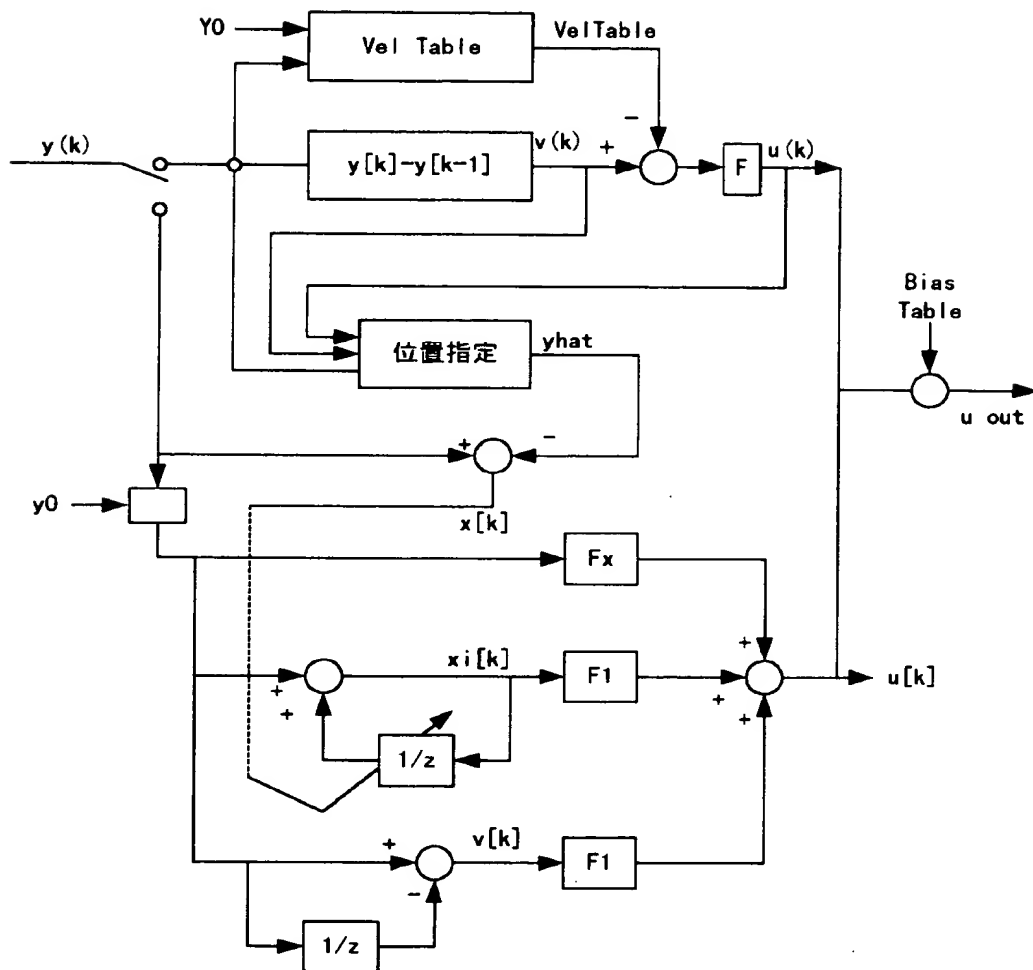 Y0
Vel Table
VelTable
-
y(k)
y[k]-y[k-1]
v(k)
+
F
u(k)
Bias
Table
位置指定
yhat
u out
+
-
y0
x[k]
Fx
+
xi[k]
F1
+
+
+
u[k]
+
1/z
+
v[k]
F1
-
1/z